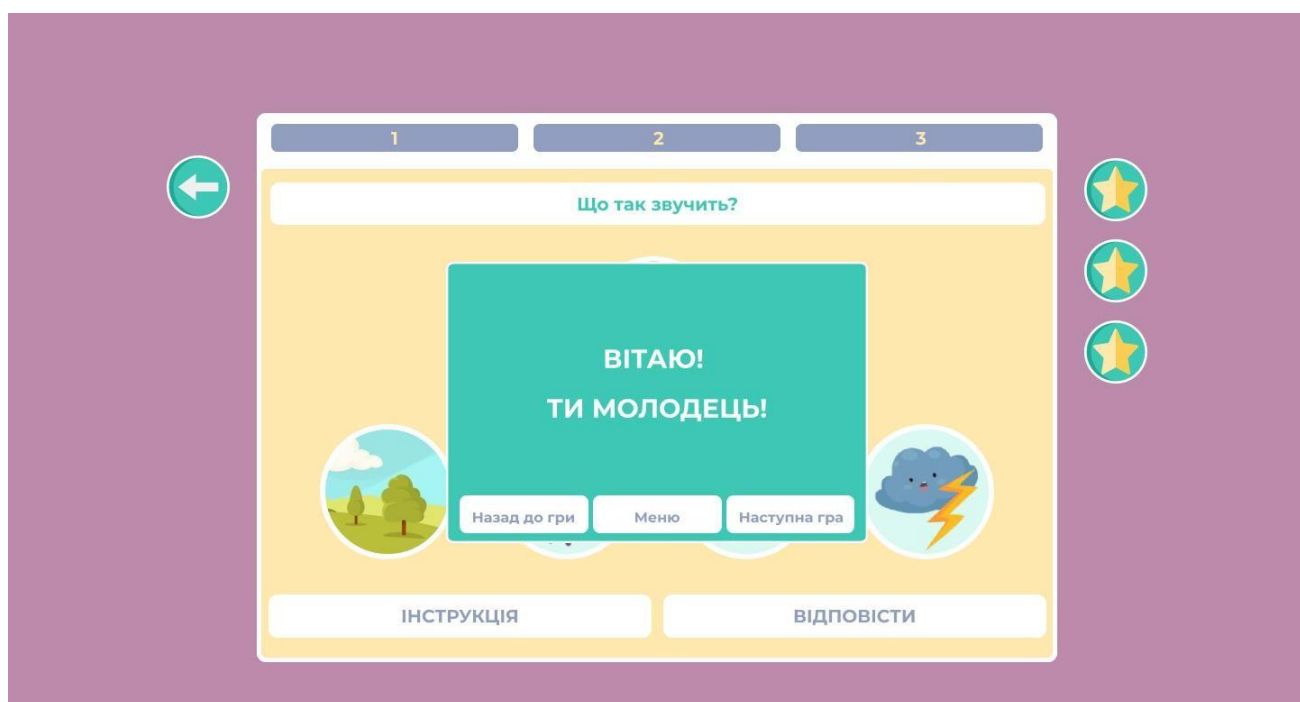 1 2 3
Що так звучить?
ВІТАЮ!
ТИ МОЛОДЕЦЬ!
Назад до гри Меню Наступна гра
ІНСТРУКЦІЯ ВІДПОВІСТИ